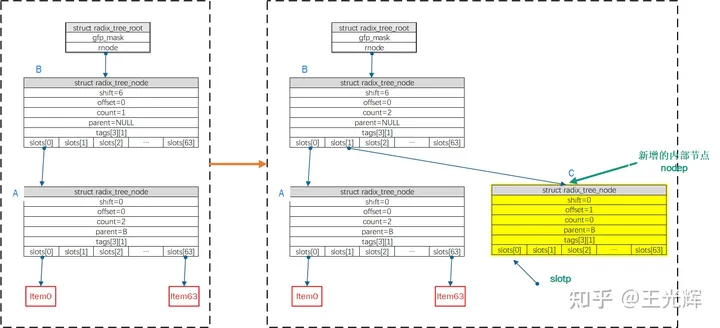 struct radix_tree_root
gfp_mask
rnode
B
struct radix_tree_node
shift=6
offset=0
count=1
parent=NULL
tags[3][1]
slots[0] slots[1] slots[2] ... slots[63]
A
struct radix_tree_node
shift=0
offset=0
count=2
parent=B
tags[3][1]
slots[0] slots[1] slots[2] ... slots[63]
Item0 Item63
struct radix_tree_root
gfp_mask
rnode
B
struct radix_tree_node
shift=6
offset=0
count=2
parent=NULL
tags[3][1]
slots[0] slots[1] slots[2] ... slots[63]
A
struct radix_tree_node
shift=0
offset=0
count=2
parent=B
tags[3][1]
slots[0] slots[1] slots[2] ... slots[63]
Item0 Item63
新增的内部节点
nodep
C
struct radix_tree_node
shift=0
offset=1
count=0
parent=B
tags[3][1]
slots[0] slots[1] slots[2] ... slots[63]
slotp
知乎 @王光辉